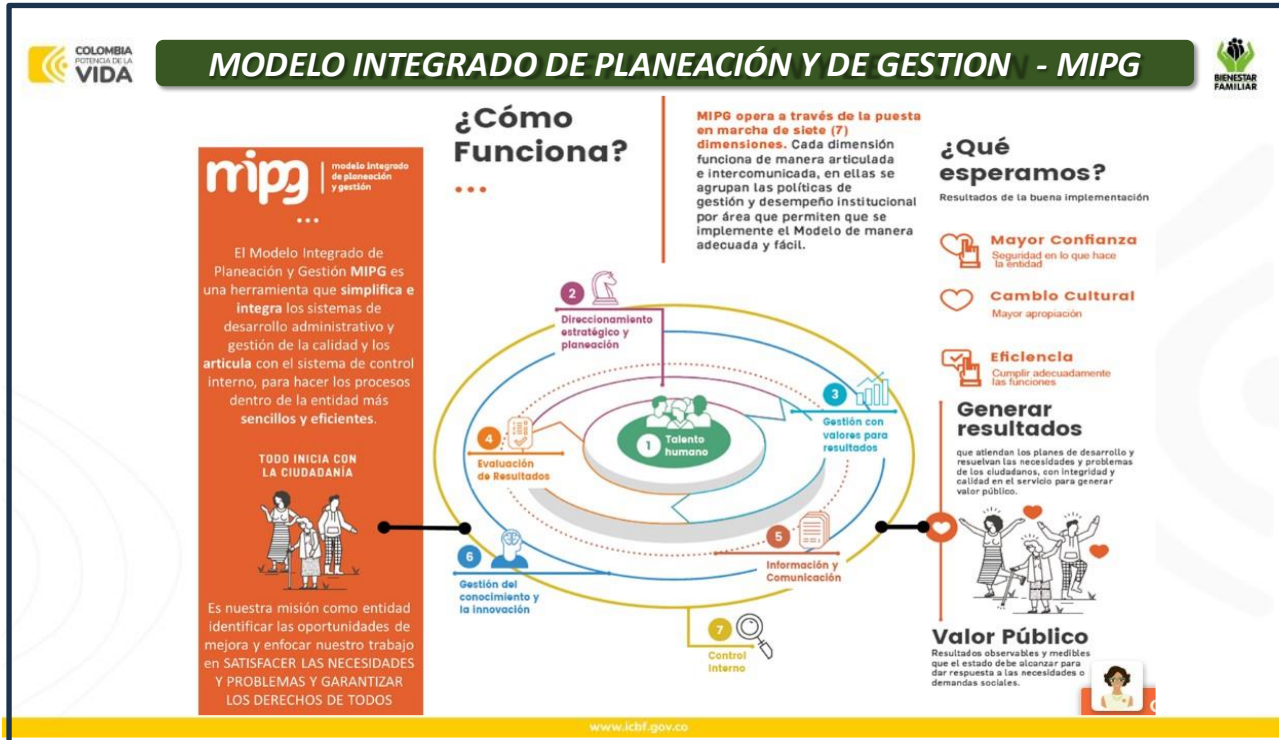 COLOMBIA
POTENCIA DE LA
VIDA
MODELO INTEGRADO DE PLANEACIÓN Y DE GESTION - MIPG
BIENESTAR
FAMILIAR
mipg
modelo integrado
de planeación
y gestión
El Modelo Integrado de
Planeación y Gestión MIPG es
una herramienta que simplifica e
integra los sistemas de
desarrollo administrativo y
gestión de la calidad y los
articula con el sistema de control
interno, para hacer los procesos
dentro de la entidad más
sencillos y eficientes.
TODO INICIA CON
LA CIUDADANÍA
Es nuestra misión como entidad
identificar las oportunidades de
mejora y enfocar nuestro trabajo
en SATISFACER LAS NECESIDADES
Y PROBLEMAS Y GARANTIZAR
LOS DERECHOS DE TODOS
¿Cómo
Funciona?
MIPG opera a través de la puesta
en marcha de siete (7)
dimensiones. Cada dimensión
funciona de manera articulada
e intercomunicada, en ellas se
agrupan las políticas de
gestión y desempeño institucional
por área que permiten que se
implemente el Modelo de manera
adecuada y fácil.
1
Talento
humano
2
Direccionamiento
estratégico y
planeación
3
Gestión con
valores para
resultados
4
Evaluación
de Resultados
5
Información y
Comunicación
6
Gestión del
conocimiento y
la innovación
7
Control
Interno
¿Qué
esperamos?
Resultados de la buena implementación
Mayor Confianza
Seguridad en lo que hace
la entidad
Cambio Cultural
Mayor apropiación
Eficiencia
Cumplir adecuadamente
las funciones
Generar
resultados
que atiendan los planes de desarrollo y
resuelvan las necesidades y problemas
de los ciudadanos, con integridad y
calidad en el servicio para generar
valor público.
Valor Público
Resultados observables y medibles
que el estado debe alcanzar para
dar respuesta a las necesidades o
demandas sociales.
www.icbf.gov.co